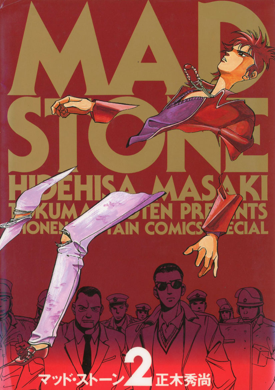 MAD
STONE
HIDEHISA MASAKI
TOKUMA SHOTEN PRESENTS
CAPTAIN COMICS SPECIAL
マッド・ストーン 2 正木秀尚